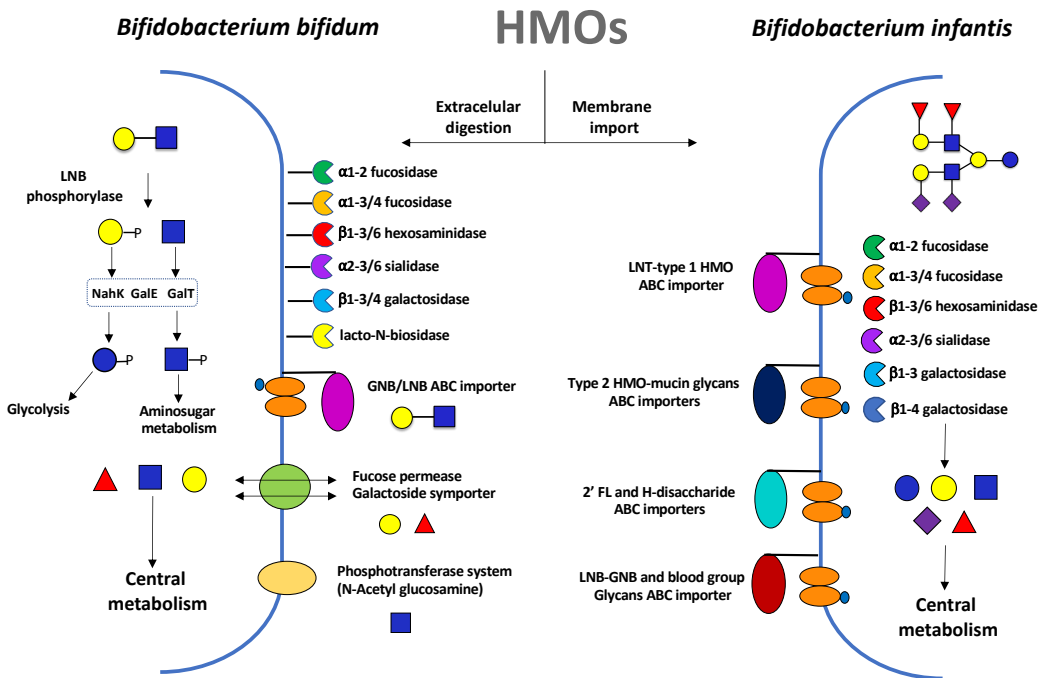 Bifidobacterium bifidum
HMOs
Bifidobacterium infantis
Extracelular
digestion
Membrane
import
LNB
phosphorylase
P
NahK GalE GalT
P
P
Glycolysis
Aminosugar
metabolism
Central
metabolism
α1-2 fucosidase
α1-3/4 fucosidase
β1-3/6 hexosaminidase
α2-3/6 sialidase
β1-3/4 galactosidase
lacto-N-biosidase
GNB/LNB ABC importer
Fucose permease
Galactoside symporter
Phosphotransferase system
(N-Acetyl glucosamine)
LNT-type 1 HMO
ABC importer
Type 2 HMO-mucin glycans
ABC importers
2' FL and H-disaccharide
ABC importers
LNB-GNB and blood group
Glycans ABC importer
α1-2 fucosidase
α1-3/4 fucosidase
β1-3/6 hexosaminidase
α2-3/6 sialidase
β1-3 galactosidase
β1-4 galactosidase
Central
metabolism